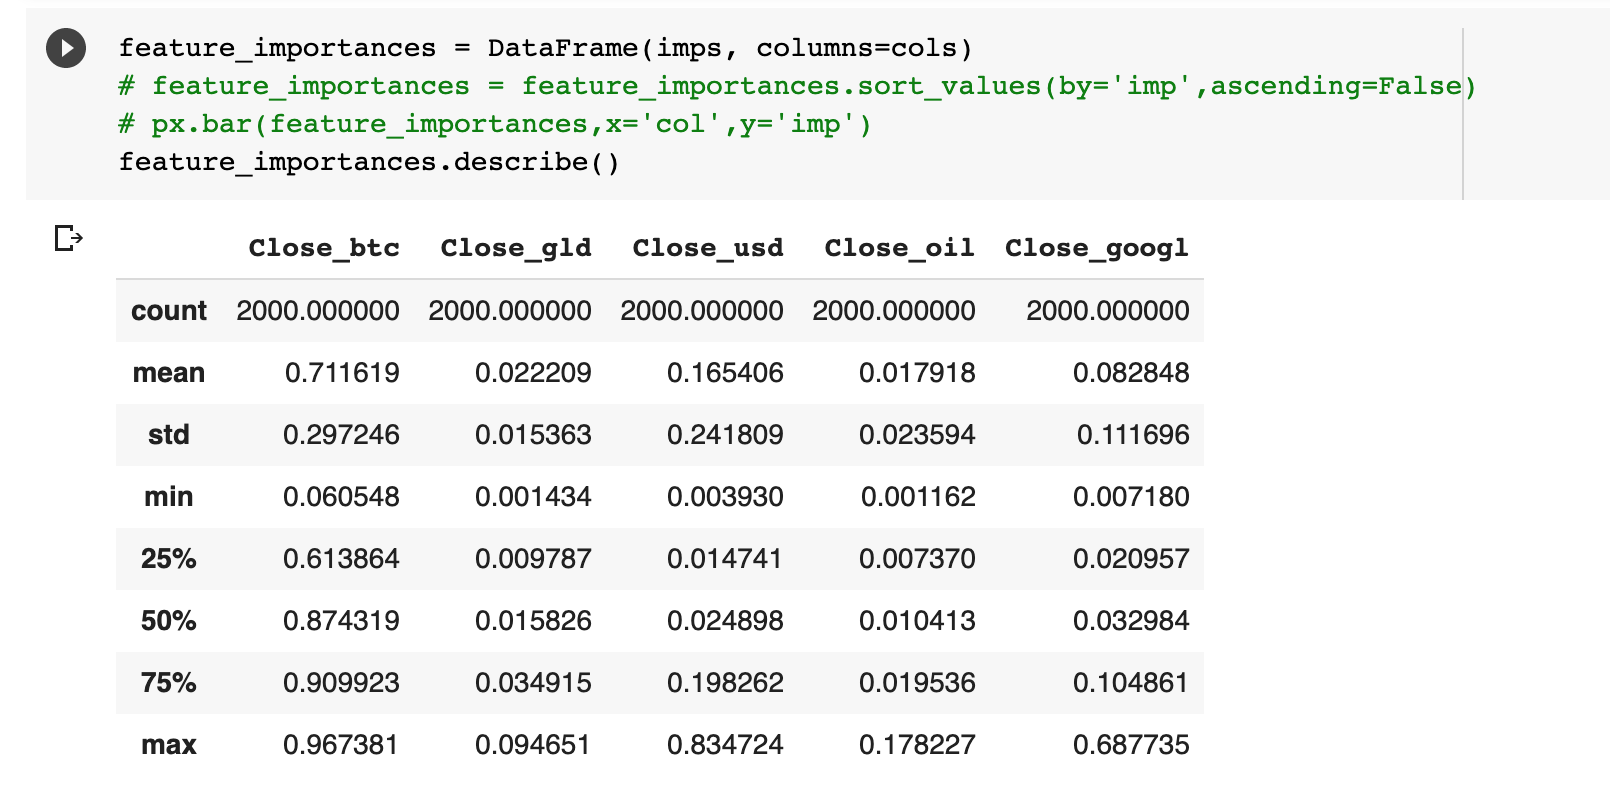 feature_importances = DataFrame(imps, columns=cols)
# feature_importances = feature_importances.sort_values(by='imp',ascending=False)
# px.bar(feature_importances,x='col',y='imp')
feature_importances.describe()
Close_btc Close_gld Close_usd Close_oil Close_googl
count 2000.000000 2000.000000 2000.000000 2000.000000 2000.000000
mean 0.711619 0.022209 0.165406 0.017918 0.082848
std 0.297246 0.015363 0.241809 0.023594 0.111696
min 0.060548 0.001434 0.003930 0.001162 0.007180
25% 0.613864 0.009787 0.014741 0.007370 0.020957
50% 0.874319 0.015826 0.024898 0.010413 0.032984
75% 0.909923 0.034915 0.198262 0.019536 0.104861
max 0.967381 0.094651 0.834724 0.178227 0.687735